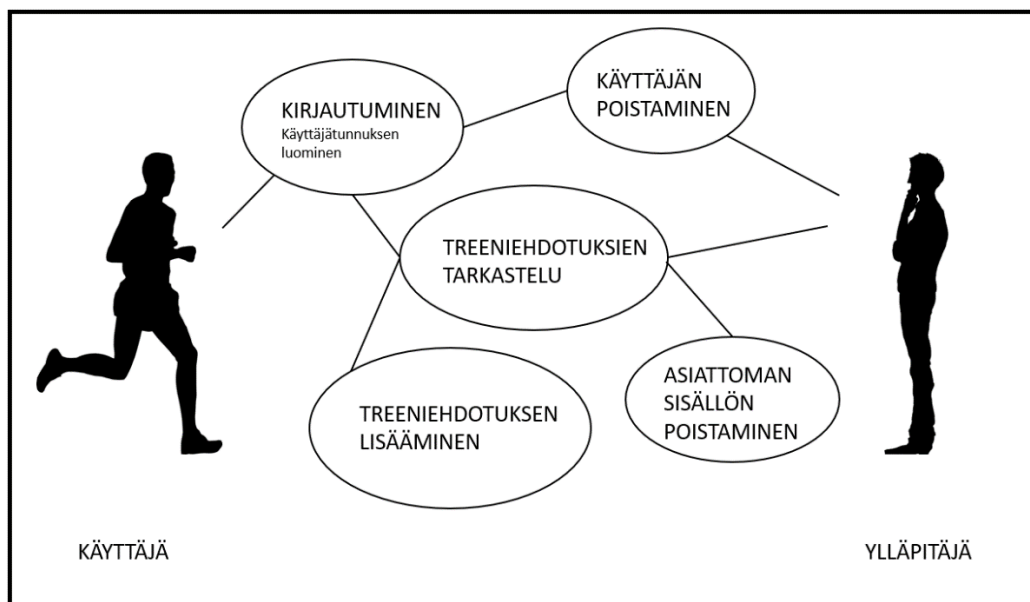 KIRJAUTUMINEN
Käyttäjätunnuksen
luominen
KÄYTTÄJÄN
POISTAMINEN
TREENIEHDOTUKSIEN
TARKASTELU
TREENIEHDOTUKSEN
LISÄÄMINEN
ASIATTOMAN
SISÄLLÖN
POISTAMINEN
KÄYTTÄJÄ
YLLÄPITÄJÄ